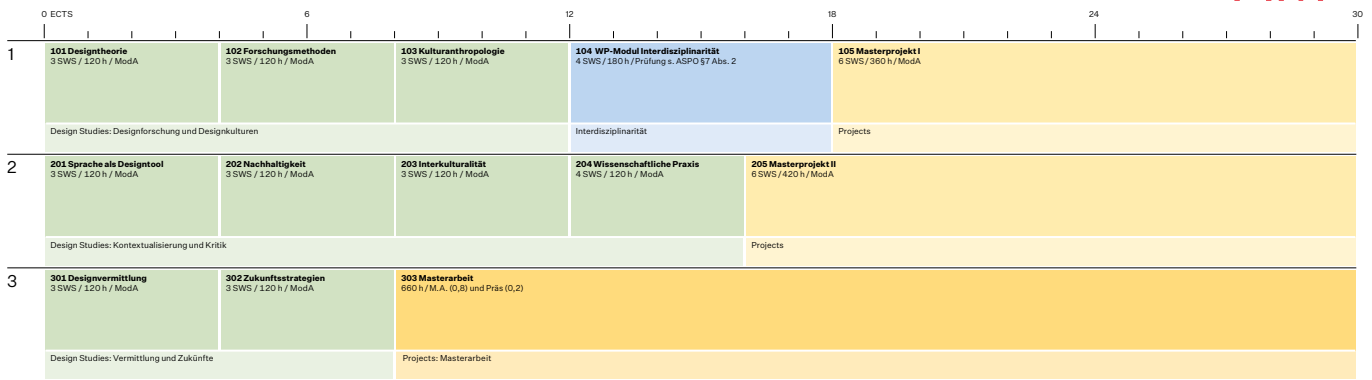 0 ECTS 6 12 18 24 30
1
101 Designtheorie
3 SWS / 120 h / ModA
102 Forschungsmethoden
3 SWS / 120 h / ModA
103 Kulturanthropologie
3 SWS / 120 h / ModA
104 WP-Modul Interdisziplinarität
4 SWS / 180 h / Prüfung s. ASPO §7 Abs. 2
105 Masterprojekt I
6 SWS / 360 h / ModA
Design Studies: Designforschung und Designkulturen
Interdisziplinarität
Projects
2
201 Sprache als Designtool
3 SWS / 120 h / ModA
202 Nachhaltigkeit
3 SWS / 120 h / ModA
203 Interkulturalität
3 SWS / 120 h / ModA
204 Wissenschaftliche Praxis
4 SWS / 120 h / ModA
205 Masterprojekt II
6 SWS / 420 h / ModA
Design Studies: Kontextualisierung und Kritik
Projects
3
301 Designvermittlung
3 SWS / 120 h / ModA
302 Zukunftsstrategien
3 SWS / 120 h / ModA
303 Masterarbeit
660 h / M.A. (0,8) und Präs (0,2)
Design Studies: Vermittlung und Zukünfte
Projects: Masterarbeit